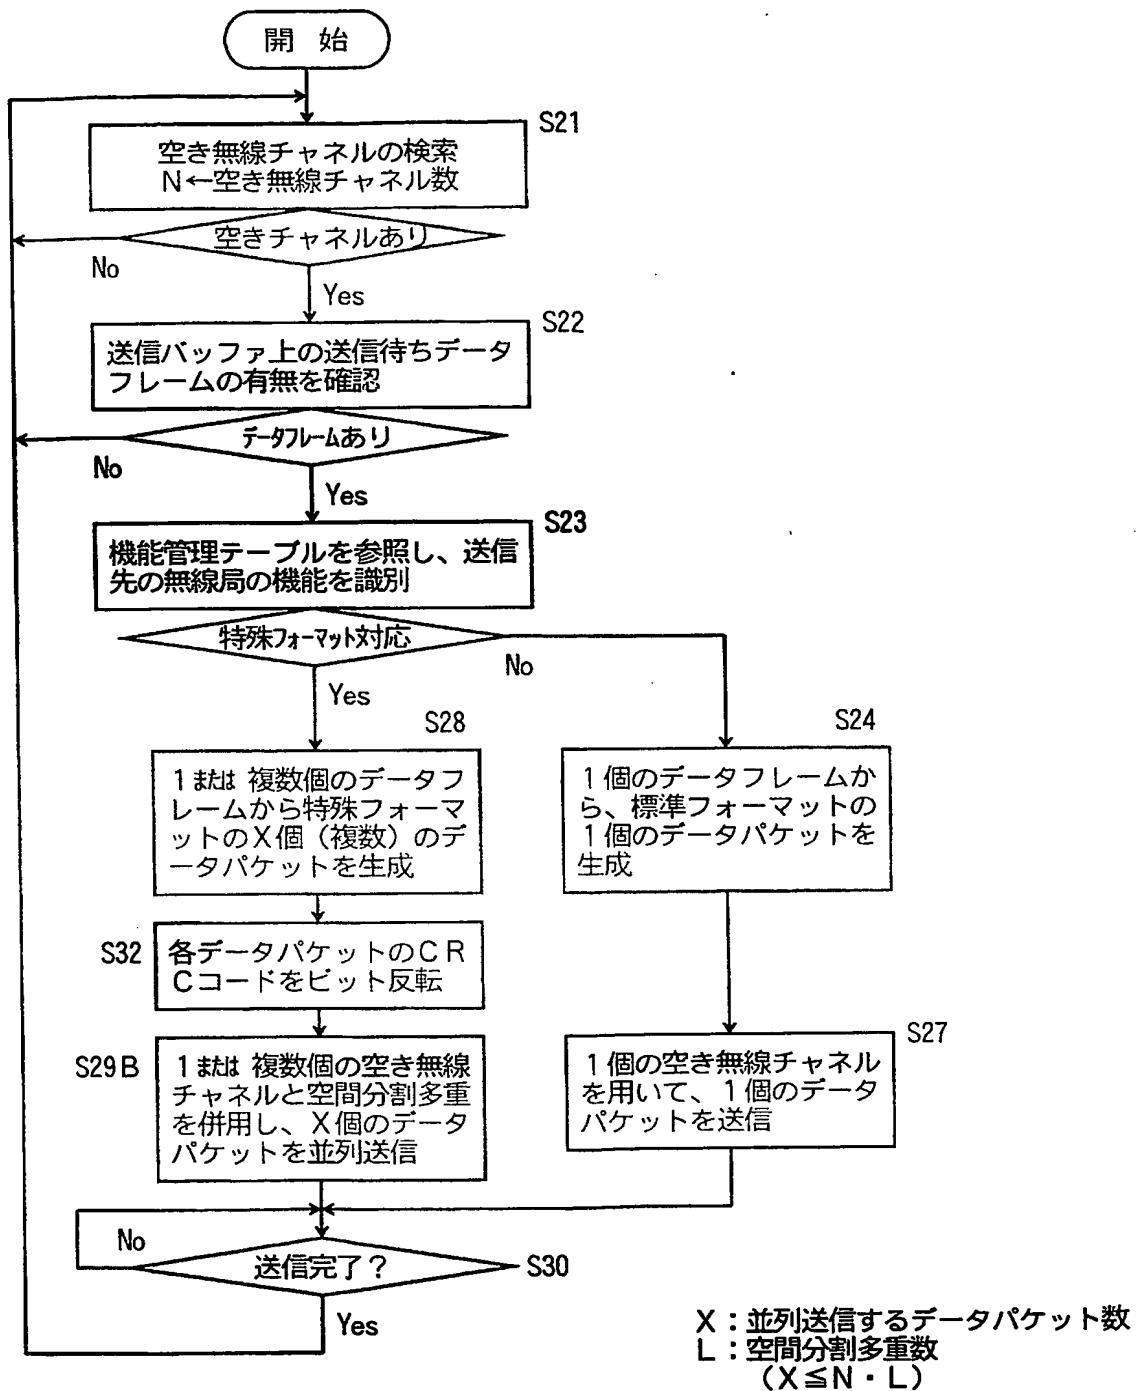 開 始
S21
空き無線チャネルの検索
N←空き無線チャネル数
空きチャネルあり
No
Yes
S22
送信バッファ上の送信待ちデータ
フレームの有無を確認
データフレームあり
No
Yes
S23
機能管理テーブルを参照し、送信
先の無線局の機能を識別
特殊フォーマット対応
No
Yes
S28
1または 複数個のデータフ
レームから特殊フォーマ
ットのX個（複数）のデ
ータパケットを生成
S24
1個のデータフレームか
ら、標準フォーマットの
1個のデータパケットを
生成
S32
各データパケットのCR
Cコードをビット反転
S29B
1または 複数個の空き無線
チャネルと空間分割多重
を併用し、X個のデータ
パケットを並列送信
S27
1個の空き無線チャネル
を用いて、1個のデータ
パケットを送信
No
送信完了？
S30
Yes
X：並列送信するデータパケット数
L：空間分割多重数
（X≦N・L）